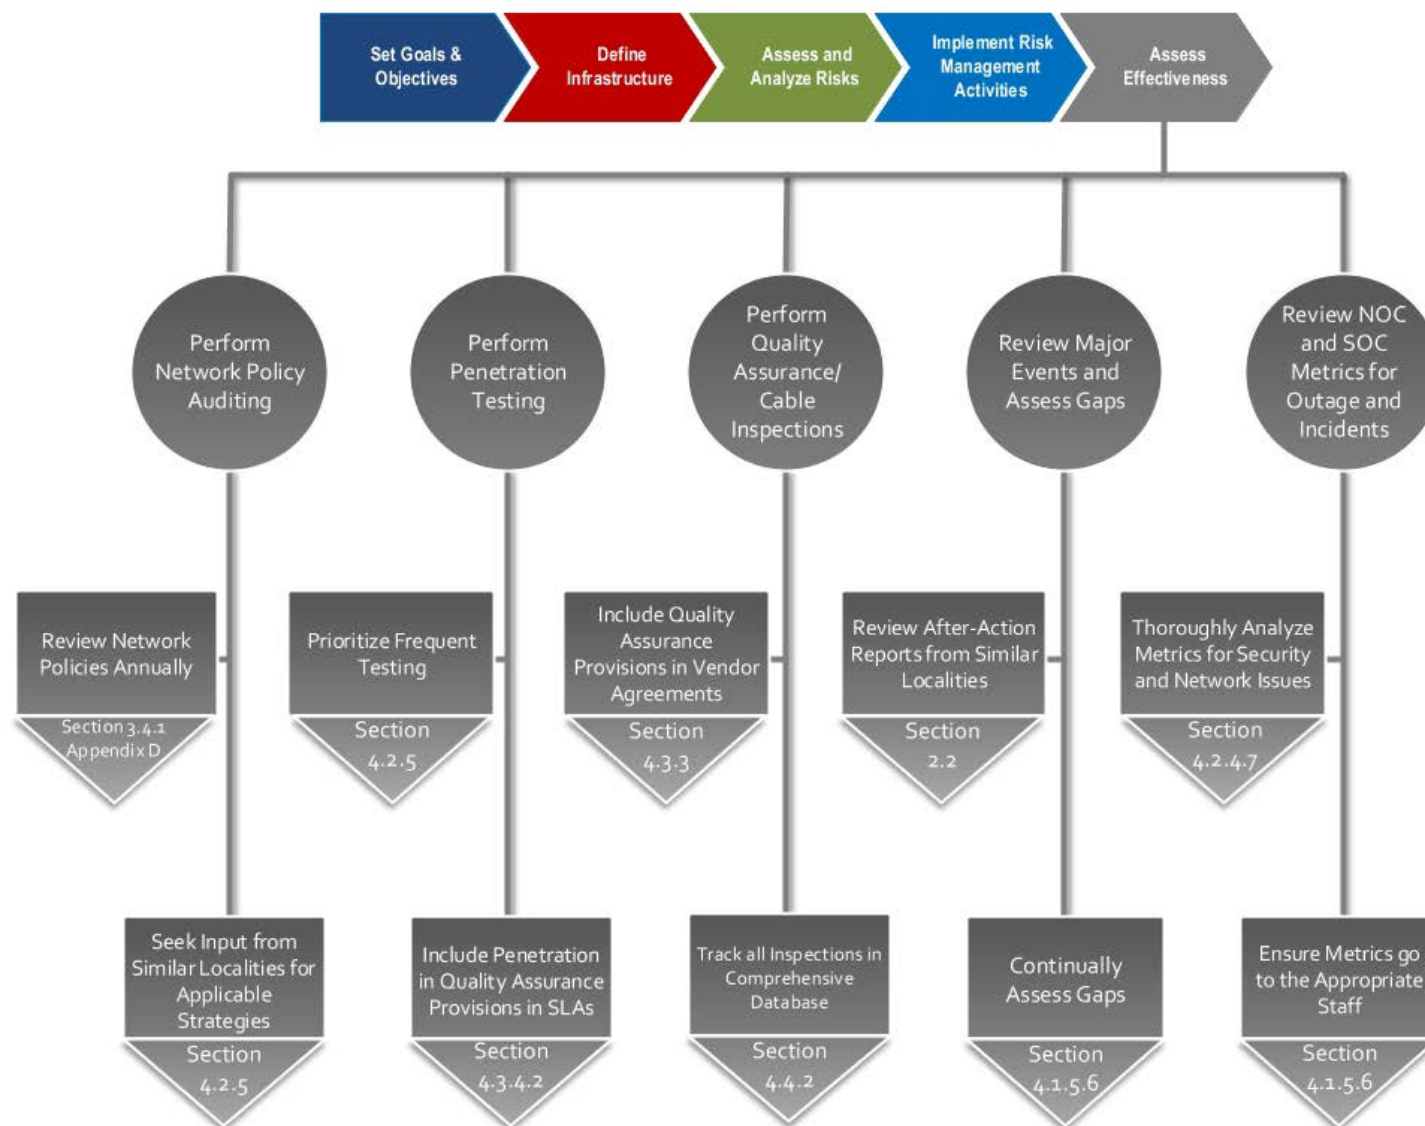 Set Goals &
Objectives
Define
Infrastructure
Assess and
Analyze Risks
Implement Risk
Management
Activities
Assess
Effectiveness
Perform
Network Policy
Auditing
Perform
Penetration
Testing
Perform
Quality
Assurance/
Cable
Inspections
Review Major
Events and
Assess Gaps
Review NOC
and SOC
Metrics for
Outage and
Incidents
Review Network
Policies Annually
Section 3.4.1
Appendix D
Prioritize Frequent
Testing
Section
4.2.5
Include Quality
Assurance
Provisions in Vendor
Agreements
Section
4.3.3
Review After-Action
Reports from Similar
Localities
Section
2.2
Thoroughly Analyze
Metrics for Security
and Network Issues
Section
4.2.4.7
Seek Input from
Similar Localities for
Applicable
Strategies
Section
4.2.5
Include Penetration
in Quality Assurance
Provisions in SLAs
Section
4.3.4.2
Track all Inspections in
Comprehensive
Database
Section
4.4.2
Continually
Assess Gaps
Section
4.1.5.6
Ensure Metrics go
to the Appropriate
Staff
Section
4.1.5.6